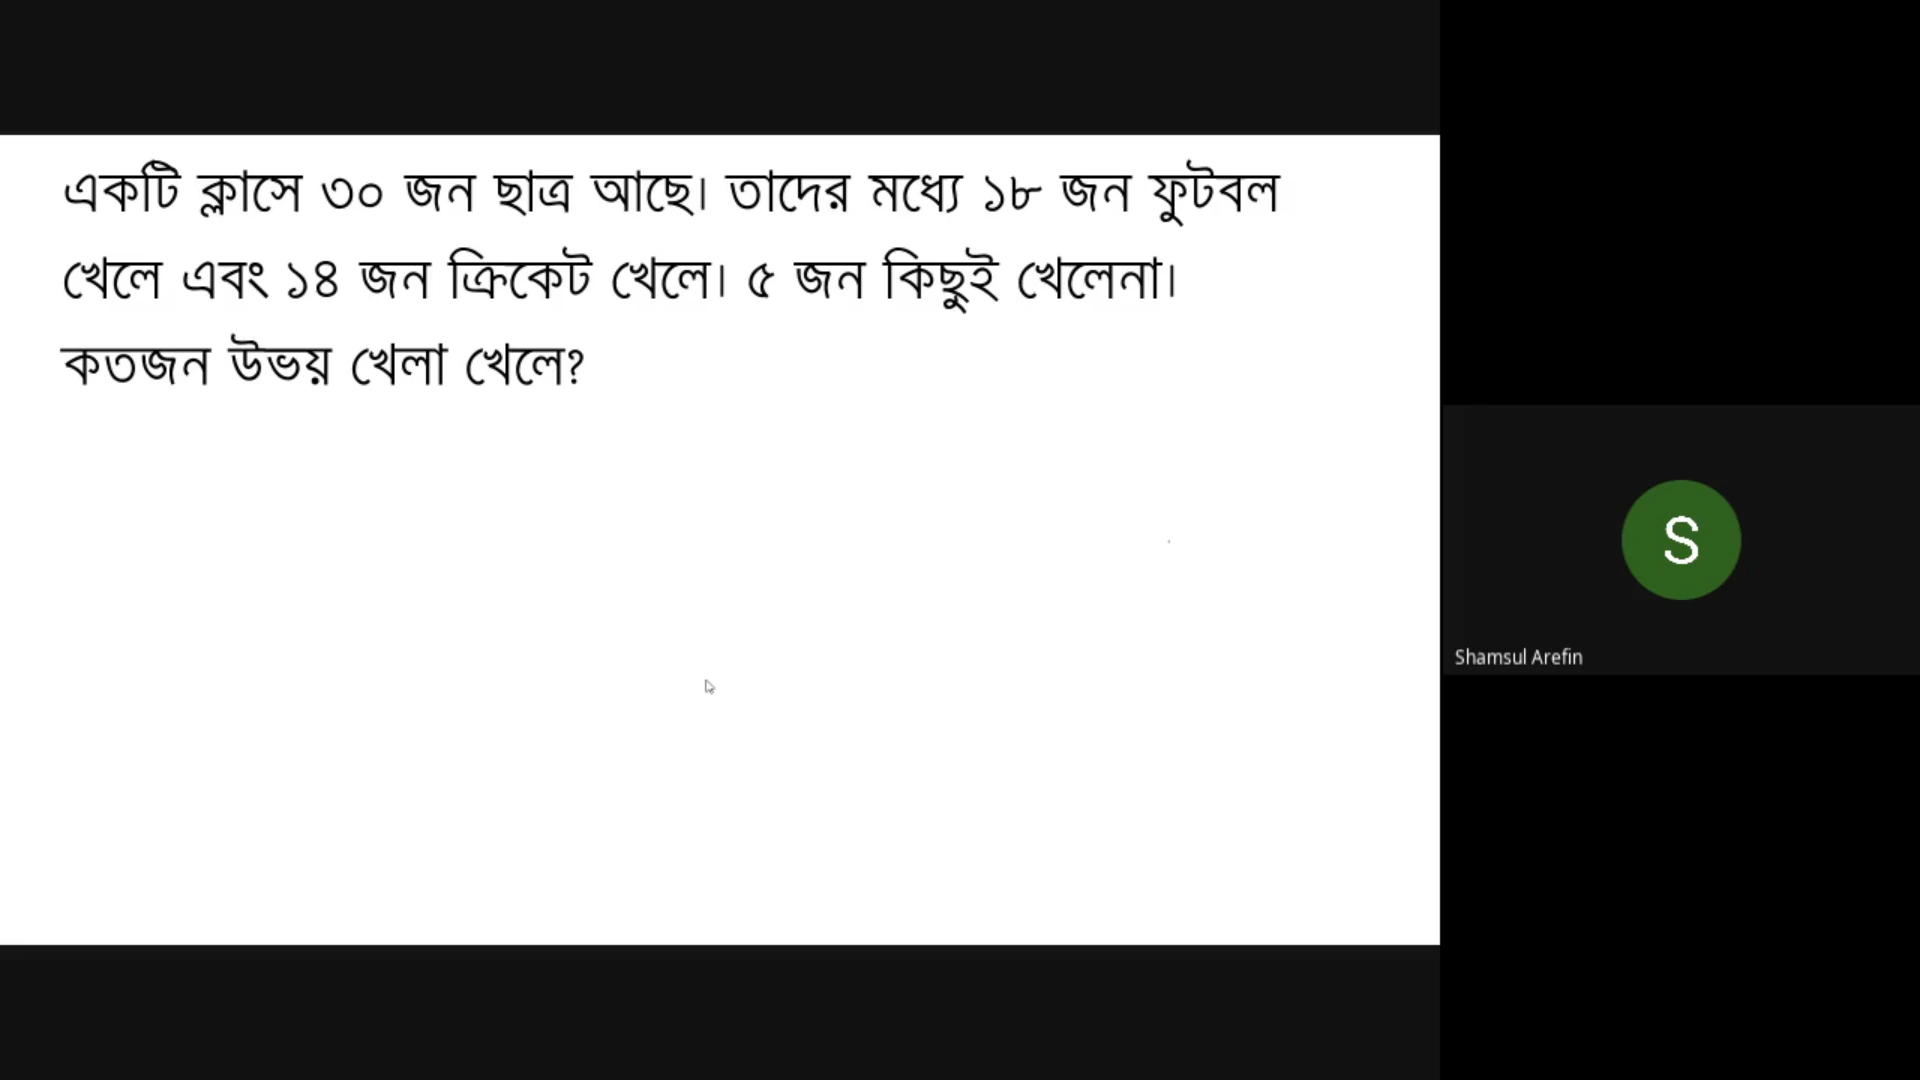 একটি ক্লাসে ৩০ জন ছাত্র আছে। তাদের মধ্যে ১৮ জন ফুটবল
খেলে এবং ১৪ জন ক্রিকেট খেলে। ৫ জন কিছুই খেলেনা।
কতজন উভয় খেলা খেলে?
S
Shamsul Arefin